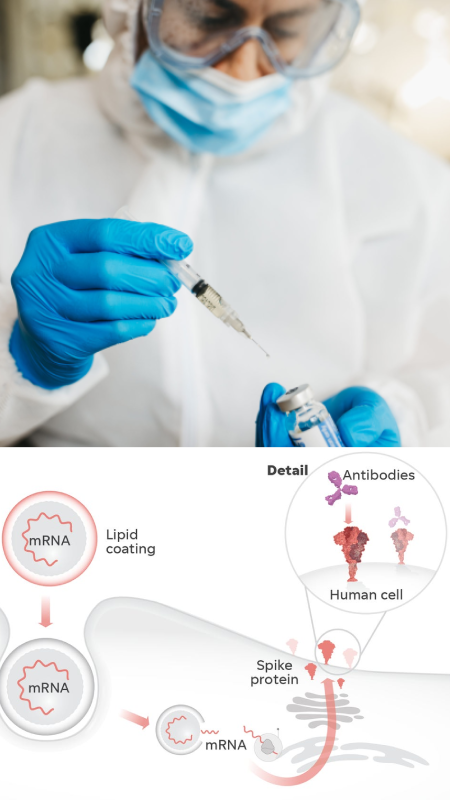 Detail
Antibodies
mRNA
Lipid
coating
Human cell
mRNA
Spike
protein
mRNA